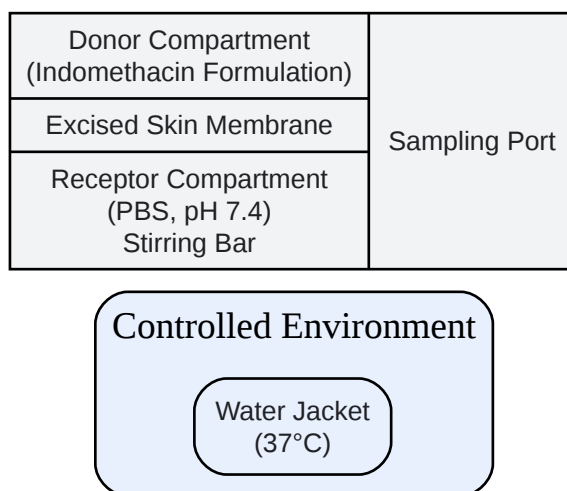 Donor Compartment
(Indomethacin Formulation)
Excised Skin Membrane
Receptor Compartment
(PBS, pH 7.4)
Stirring Bar
Sampling Port
Controlled Environment
Water Jacket
(37°C)